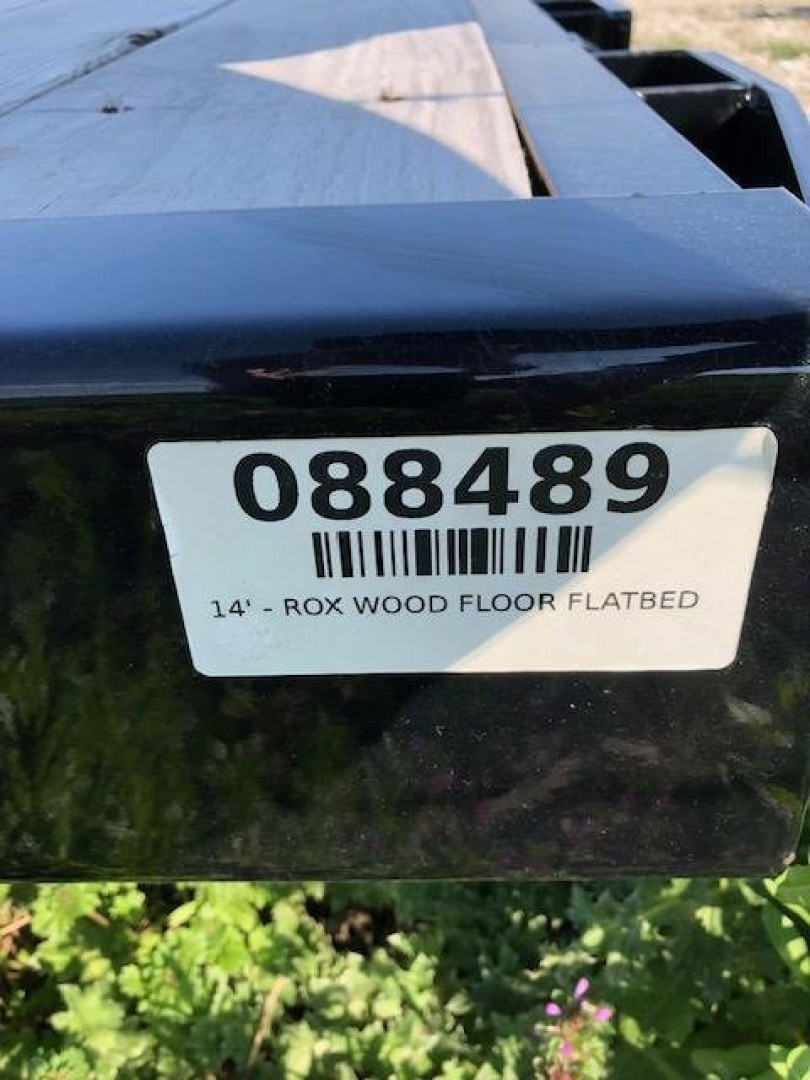 088489
14' - ROX WOOD FLOOR FLATBED